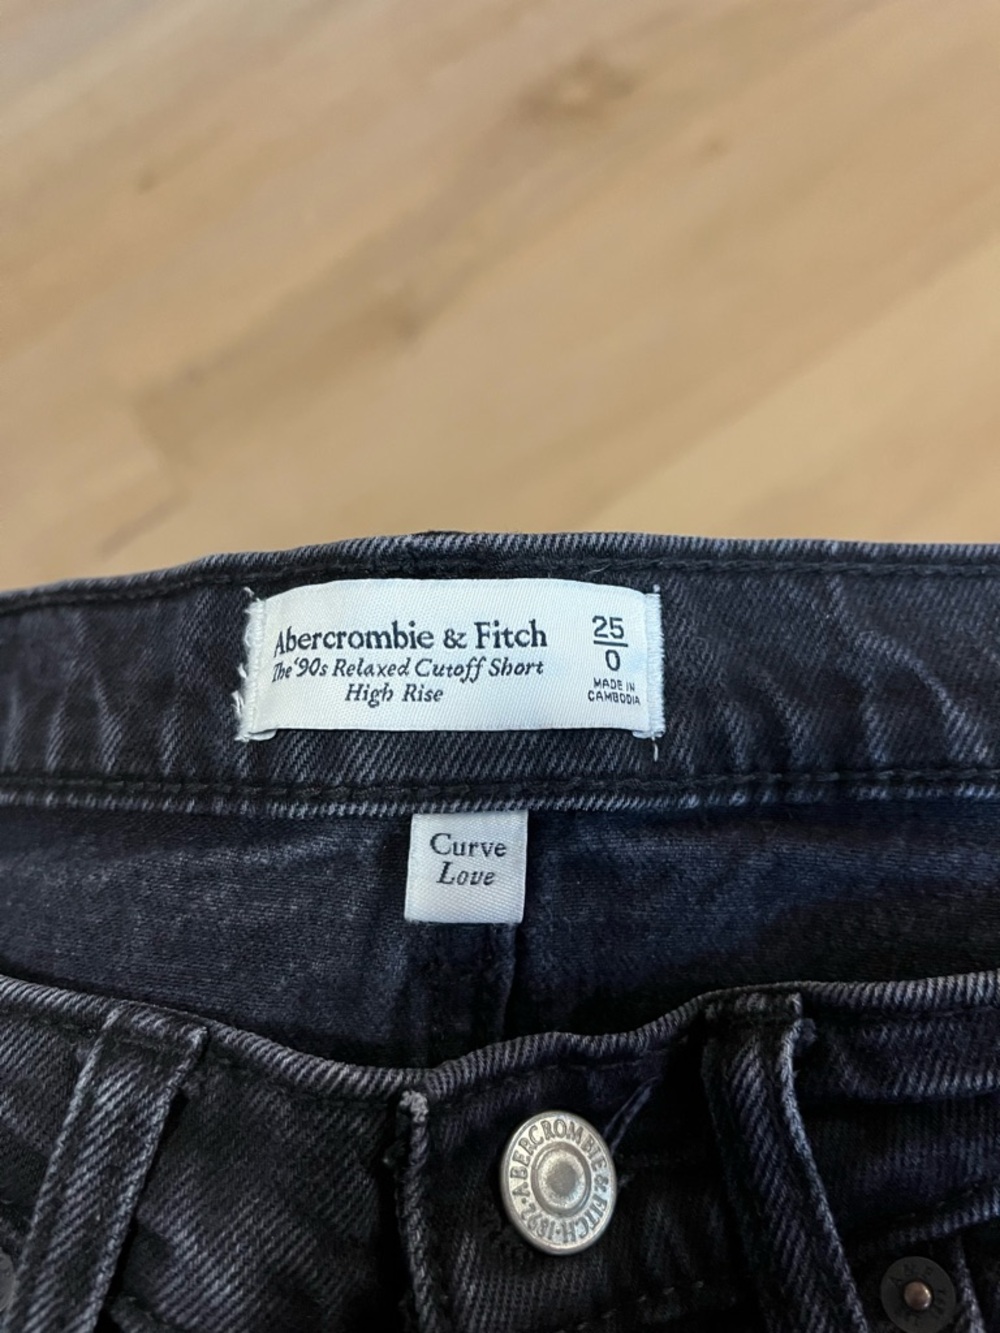 Abercrombie & Fitch
The '90s Relaxed Cutoff Short
High Rise
25
0
MADE IN
CAMBODIA
Curve
Love
ABERCROMBIE & FITCH · 1892 ·